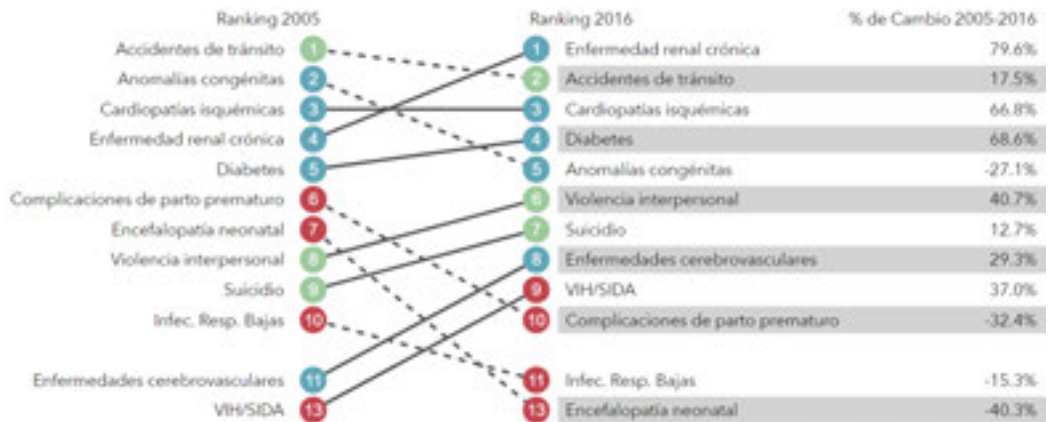 Ranking 2005 Ranking 2016 % de Cambio 2005-2016
Accidentes de tránsito 1 1 Enfermedad renal crónica 79.6%
Anomalías congénitas 2 2 Accidentes de tránsito 17.5%
Cardiopatías isquémicas 3 3 Cardiopatías isquémicas 66.8%
Enfermedad renal crónica 4 4 Diabetes 68.6%
Diabetes 5 5 Anomalías congénitas -27.1%
Complicaciones de parto prematuro 6 6 Violencia interpersonal 40.7%
Encefalopatía neonatal 7 7 Suicidio 12.7%
Violencia interpersonal 8 8 Enfermedades cerebrovasculares 29.3%
Suicidio 9 9 VIH/SIDA 37.0%
Infec. Resp. Bajas 10 10 Complicaciones de parto prematuro -32.4%
Enfermedades cerebrovasculares 11 11 Infec. Resp. Bajas -15.3%
VIH/SIDA 13 13 Encefalopatía neonatal -40.3%